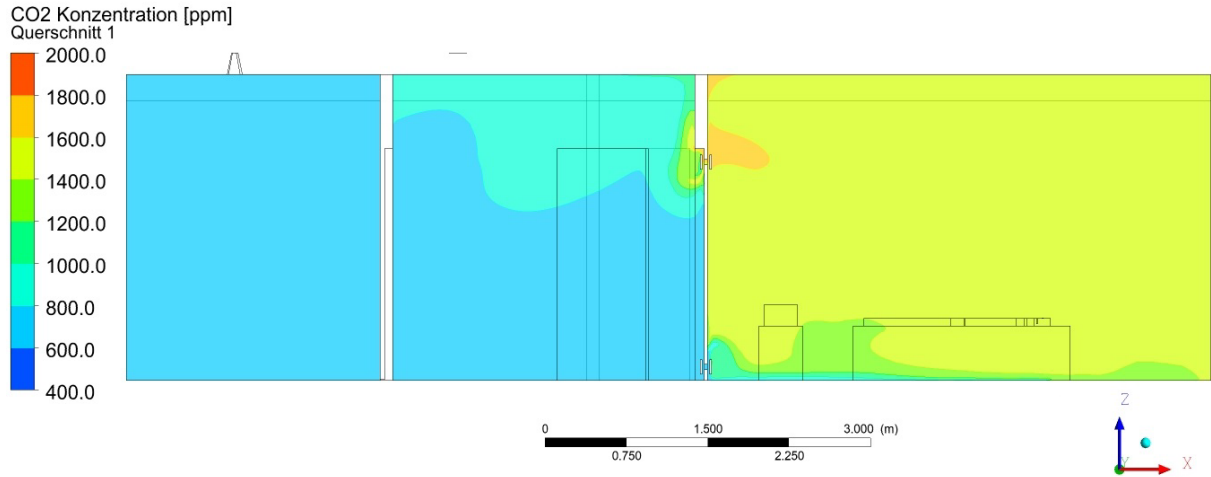 CO2 Konzentration [ppm]
Querschnitt 1
2000.0
1800.0
1600.0
1400.0
1200.0
1000.0
800.0
600.0
400.0
0 1.500 3.000 (m)
0.750 2.250
Z
Y X